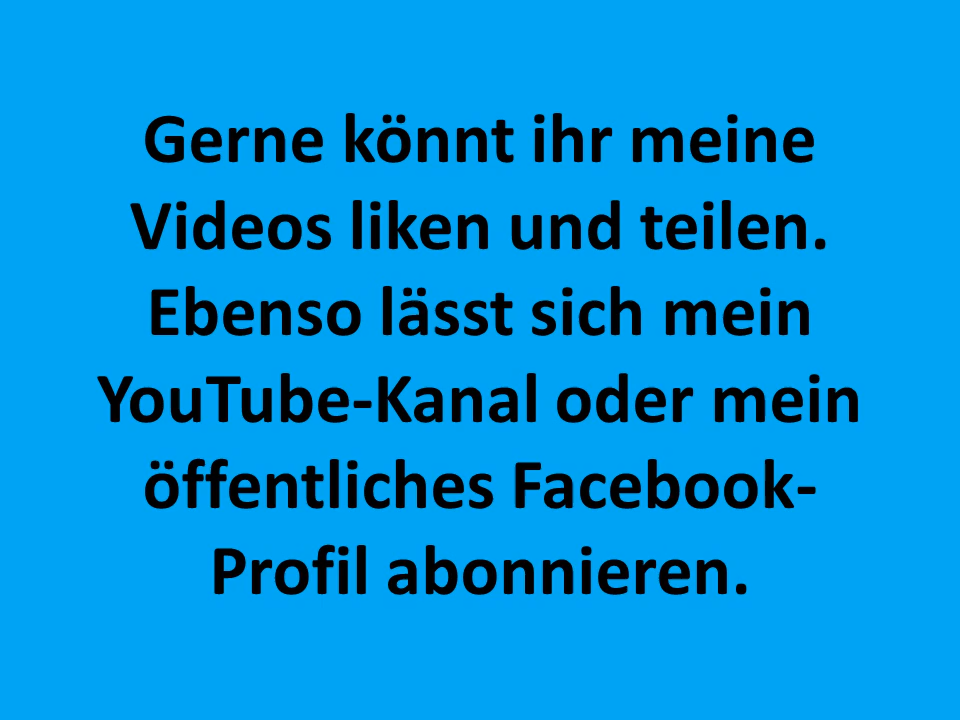 Gerne könnt ihr meine
Videos liken und teilen.
Ebenso lässt sich mein
YouTube-Kanal oder mein
öffentliches Facebook-
Profil abonnieren.